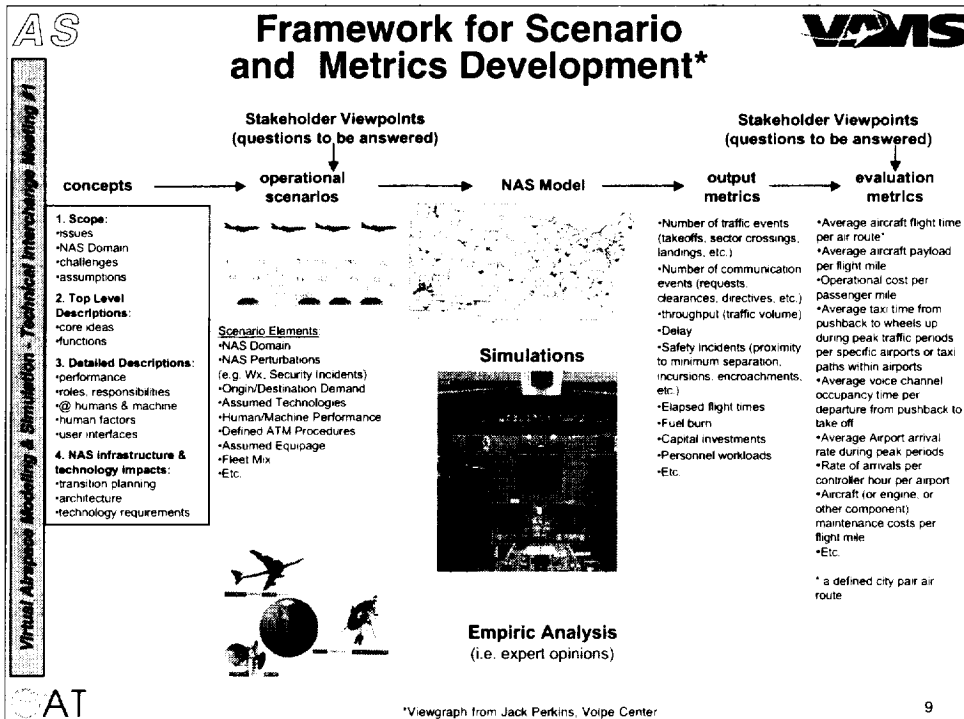 AS
Framework for Scenario
and Metrics Development*
VAMS
Virtual Airspace Modeling & Simulation - Technical Interchange Meeting #1
Stakeholder Viewpoints
(questions to be answered)
Stakeholder Viewpoints
(questions to be answered)
concepts
operational
scenarios
NAS Model
output
metrics
evaluation
metrics
1. Scope:
•issues
•NAS Domain
•challenges
•assumptions
2. Top Level
Descriptions:
•core ideas
•functions
3. Detailed Descriptions:
•performance
•roles, responsibilities
•@ humans & machine
•human factors
•user interfaces
4. NAS infrastructure &
technology impacts:
•transition planning
•architecture
•technology requirements
Scenario Elements:
•NAS Domain
•NAS Perturbations
(e.g. Wx, Security Incidents)
•Origin/Destination Demand
•Assumed Technologies
•Human/Machine Performance
•Defined ATM Procedures
•Assumed Equipage
•Fleet Mix
•Etc.
Simulations
Empiric Analysis
(i.e. expert opinions)
•Number of traffic events
(takeoffs, sector crossings,
landings, etc.)
•Number of communication
events (requests,
clearances, directives, etc.)
•throughput (traffic volume)
•Delay
•Safety incidents (proximity
to minimum separation,
incursions, encroachments,
etc.)
•Elapsed flight times
•Fuel burn
•Capital investments
•Personnel workloads
•Etc.
•Average aircraft flight time
per air route*
•Average aircraft payload
per flight mile
•Operational cost per
passenger mile
•Average taxi time from
pushback to wheels up
during peak traffic periods
per specific airports or taxi
paths within airports
•Average voice channel
occupancy time per
departure from pushback to
take off
•Average Airport arrival
rate during peak periods
•Rate of arrivals per
controller hour per airport
•Aircraft (or engine, or
other component)
maintenance costs per
flight mile
•Etc.
* a defined city pair air
route
AT
*Viewgraph from Jack Perkins, Volpe Center
9